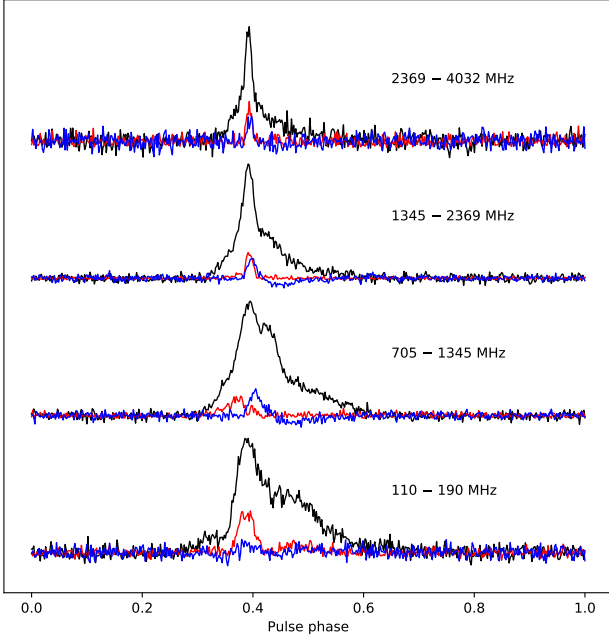 2369 − 4032 MHz
1345 − 2369 MHz
705 − 1345 MHz
110 − 190 MHz
0.0 0.2 0.4 0.6 0.8 1.0
Pulse phase